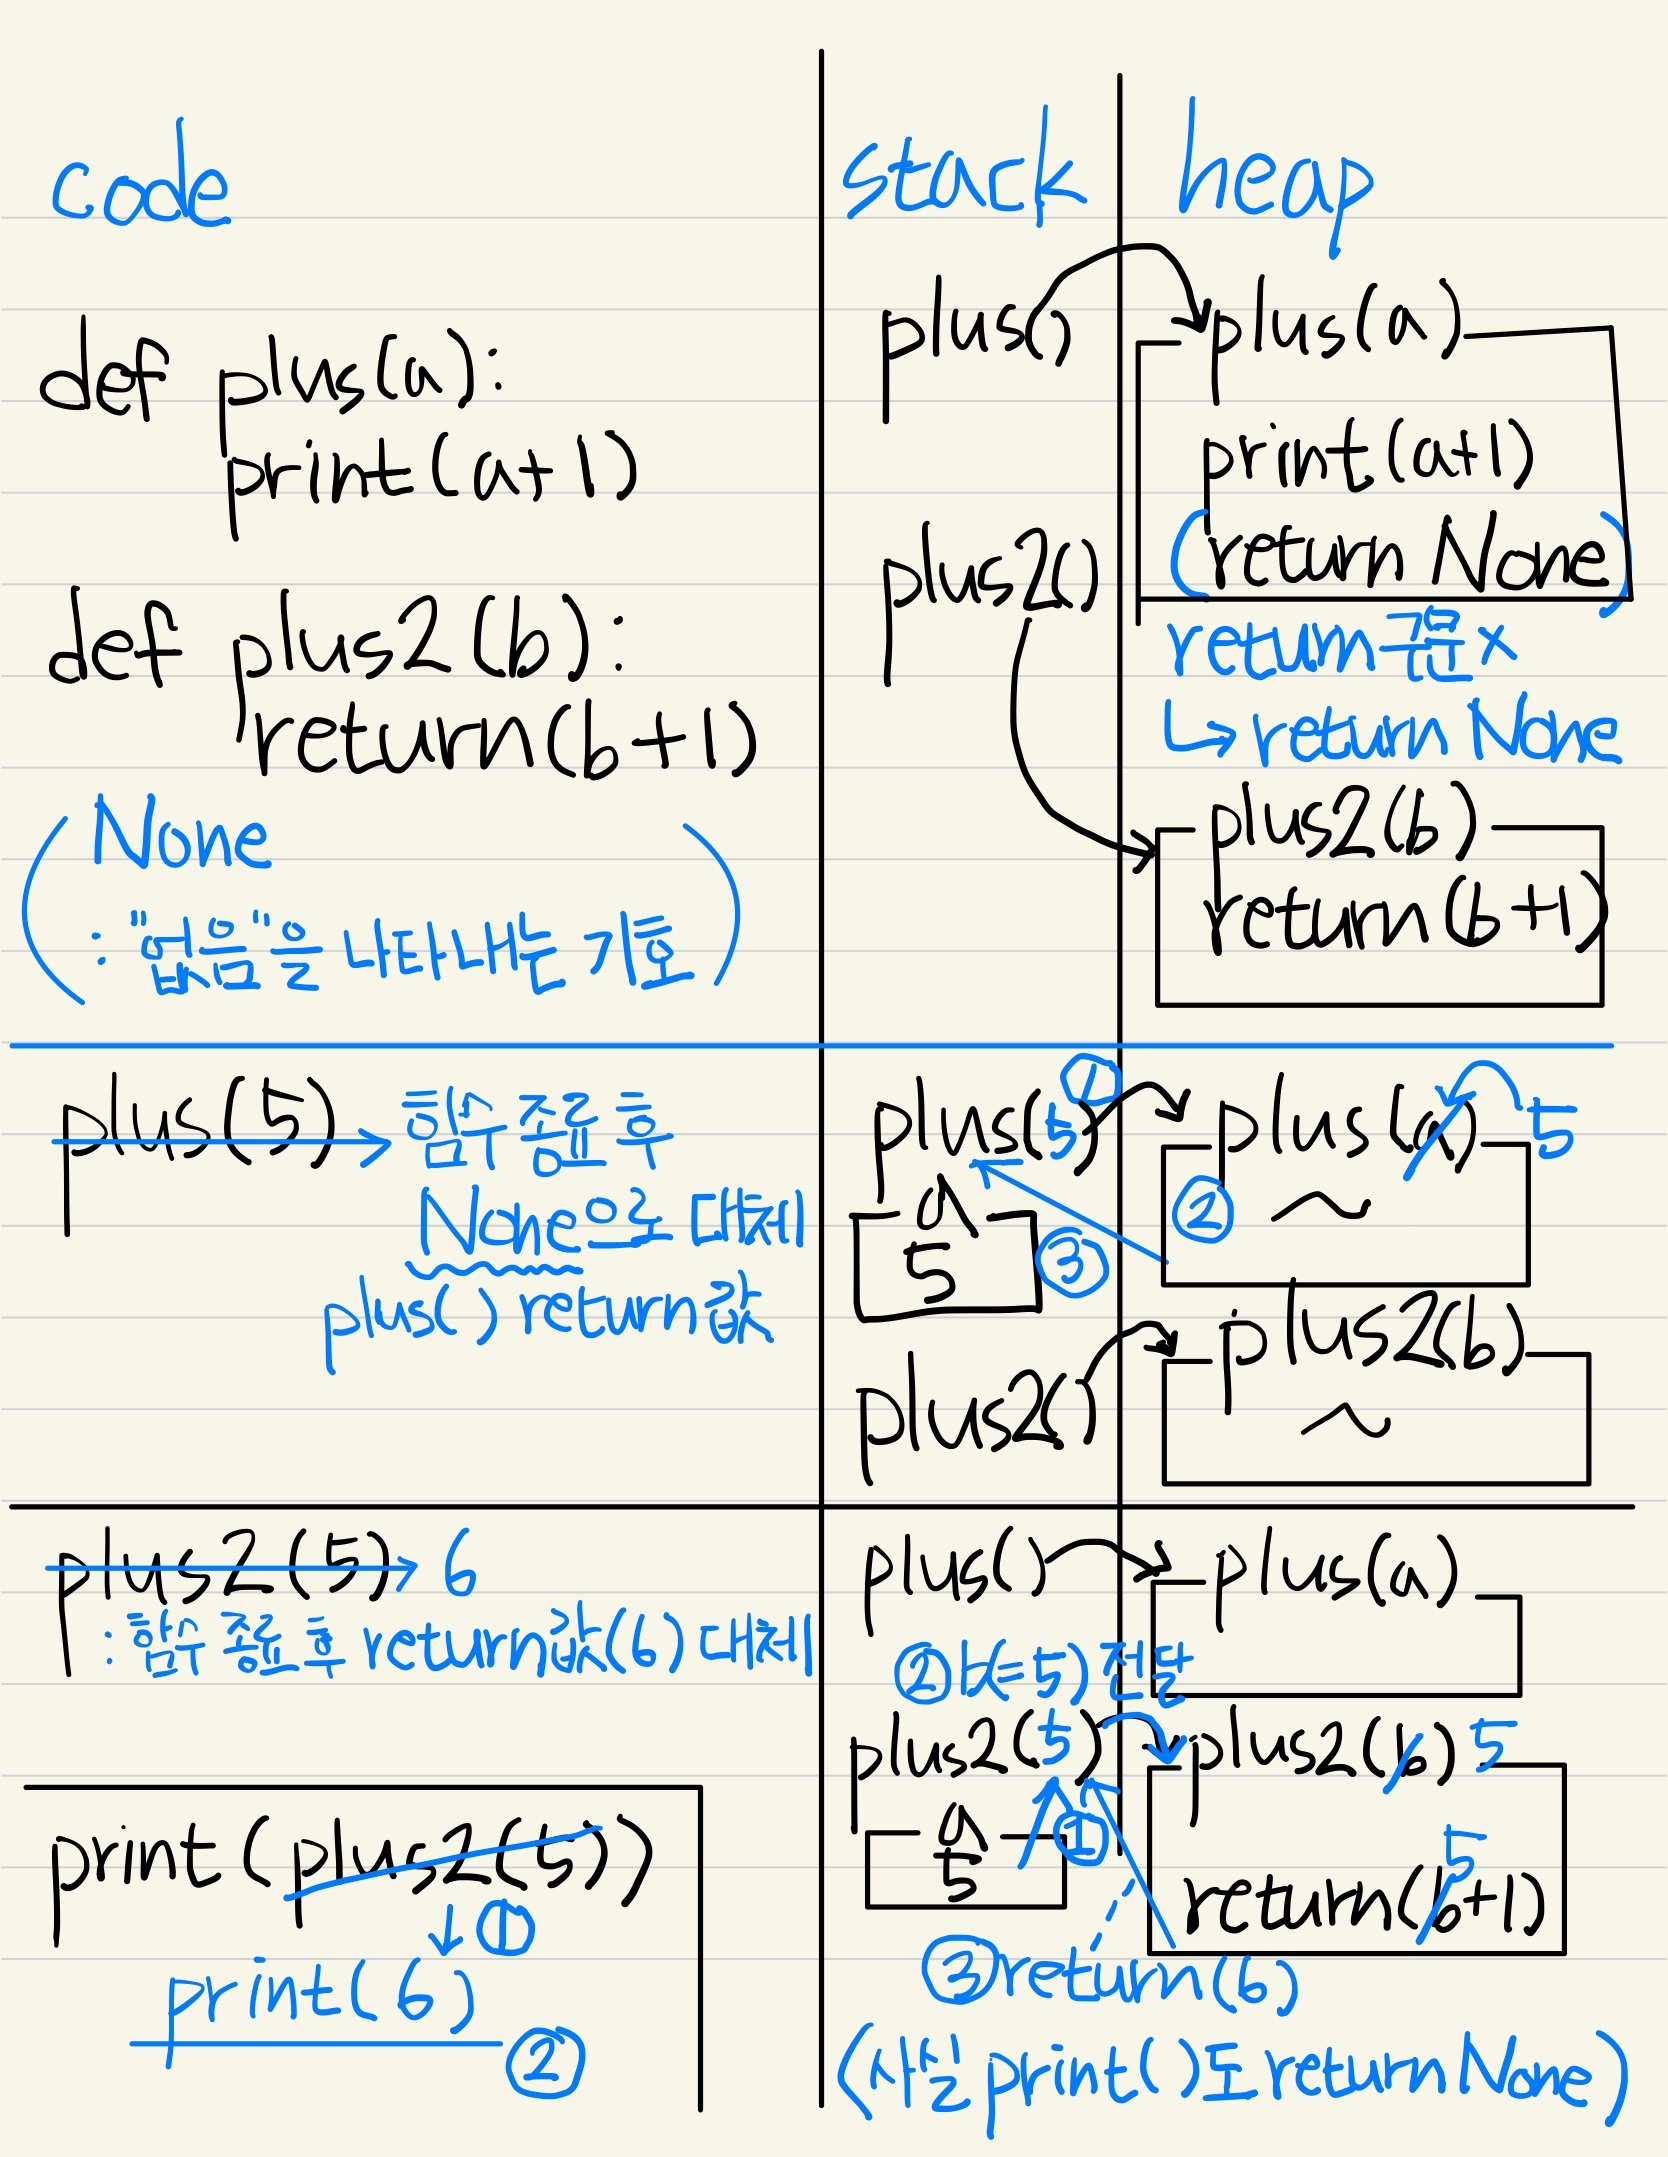 code
def plus(a):
print(a+1)
def plus2(b):
return(b+1)
None
: "없음"을 나타내는 기호
stack
heap
plus()
plus(a)
print(a+1)
(return None)
return 구문 x
↳ return None
plus2()
plus2(b)
return(b+1)
plus(5) → 함수 종료 후
None으로 대체
plus() return값
plus(5)
①
plus(a) 5
②
~
a
5
③
plus2()
plus2(b)
~
plus2(5) → 6
: 함수 종료 후 return값(6) 대체
print(plus2(5))
↓ ①
print(6)
②
plus()
plus(a)
② b(=5) 전달
plus2(5)
plus2(b) 5
a
5
①
5
return(b+1)
③ return(6)
(사실 print()도 return None)